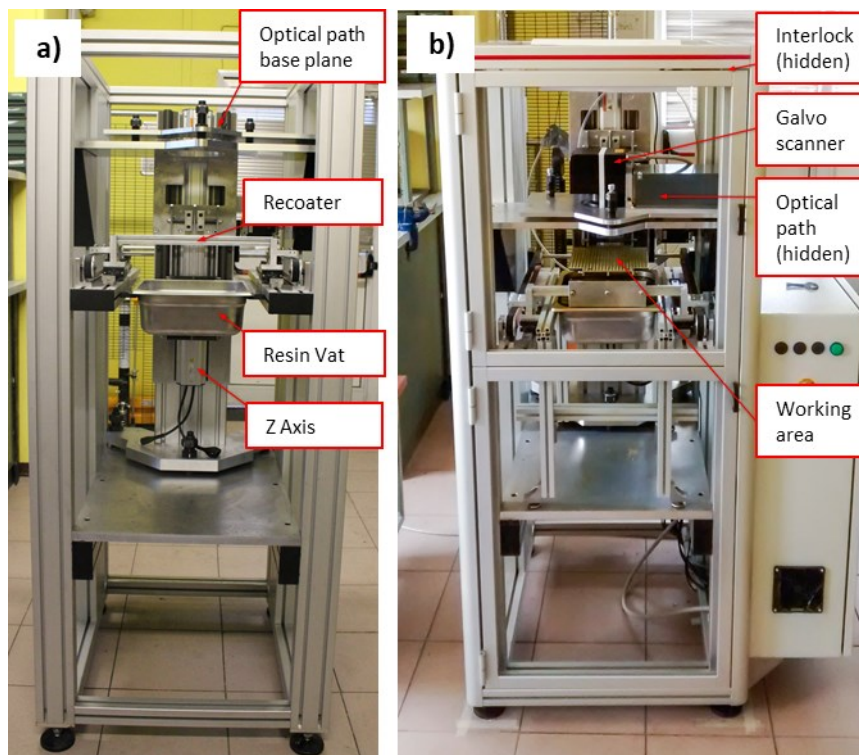 a)
Optical path
base plane
Recoater
Resin Vat
Z Axis
b)
Interlock
(hidden)
Galvo
scanner
Optical
path
(hidden)
Working
area